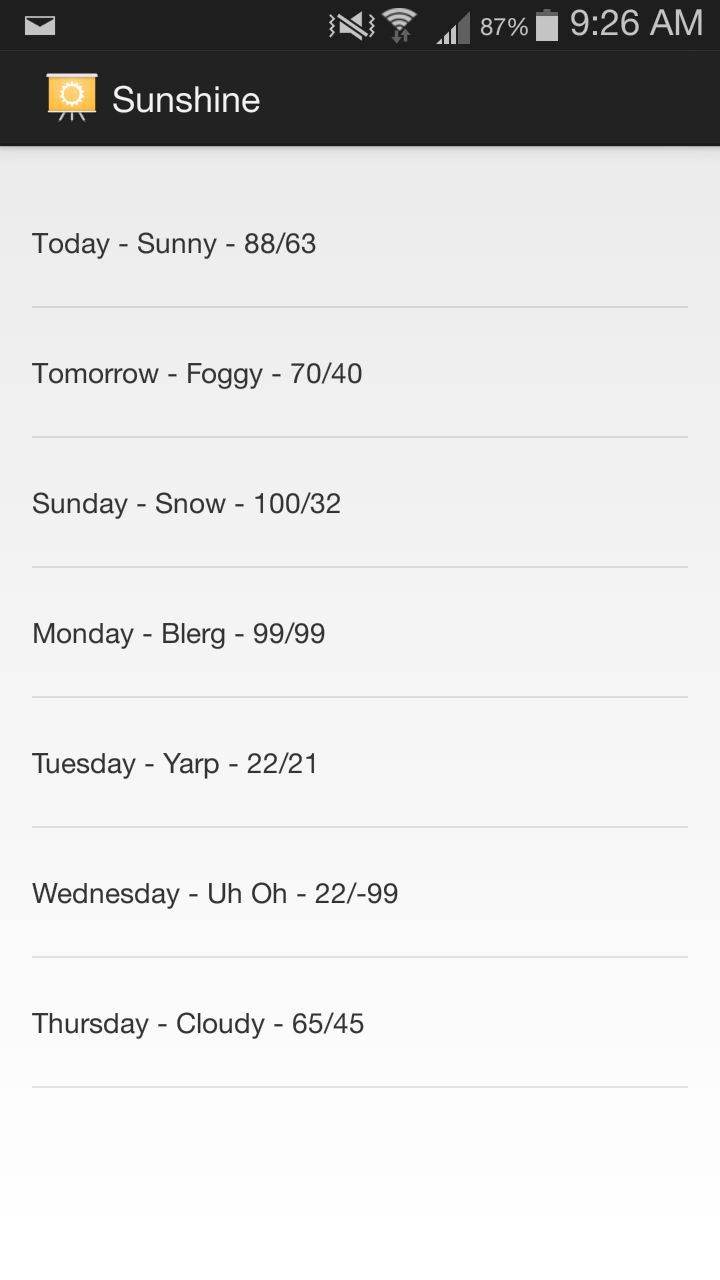 87% 9:26 AM
Sunshine
Today - Sunny - 88/63
Tomorrow - Foggy - 70/40
Sunday - Snow - 100/32
Monday - Blerg - 99/99
Tuesday - Yarp - 22/21
Wednesday - Uh Oh - 22/-99
Thursday - Cloudy - 65/45